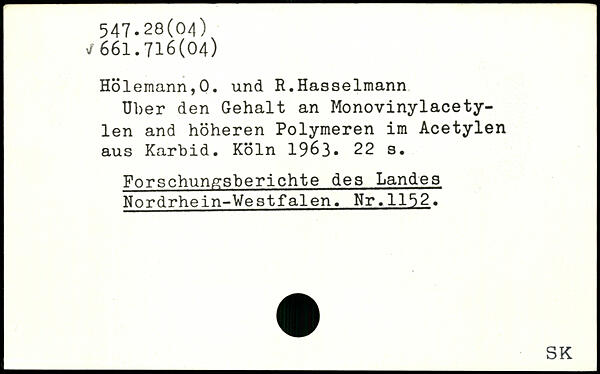 547.28(04)
√ 661.716(04)
Hölemann,O. und R.Hasselmann
Uber den Gehalt an Monovinylacety-
len and höheren Polymeren im Acetylen
aus Karbid. Köln 1963. 22 s.
Forschungsberichte des Landes
Nordrhein-Westfalen. Nr.1152.
SK